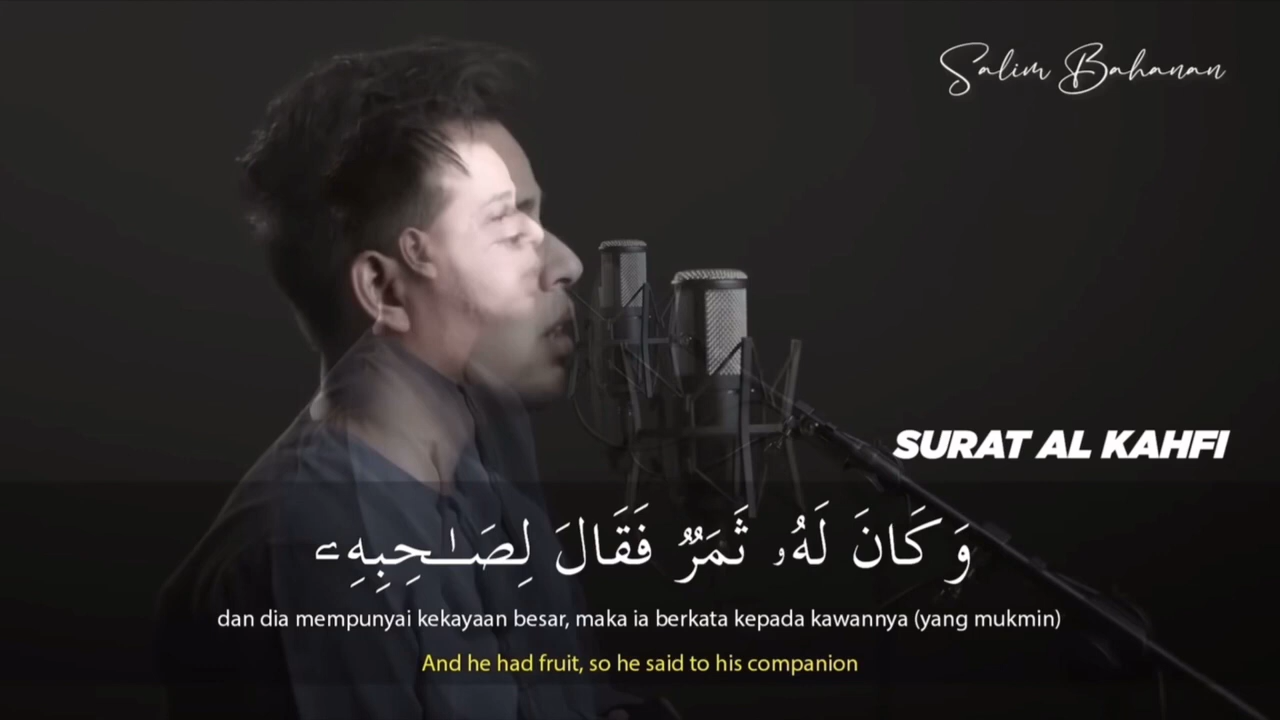 Salim Bahanan
SURAT AL KAHFI
وَكَانَ لَهُۥ ثَمَرٌۭ فَقَالَ لِصَـٰحِبِهِۦ
dan dia mempunyai kekayaan besar, maka ia berkata kepada kawannya (yang mukmin)
And he had fruit, so he said to his companion